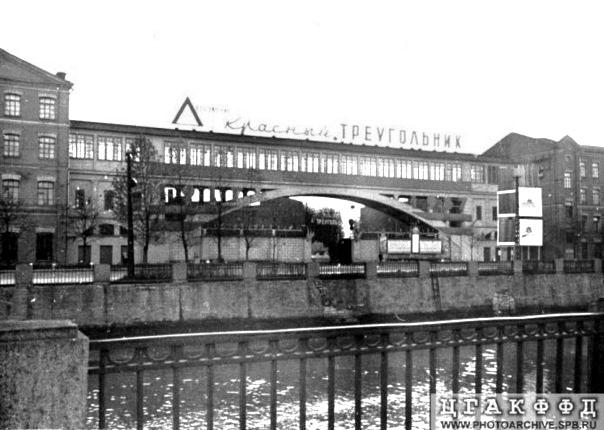 Красный ТРЕУГОЛЬНИК
ЦГАКФФД
WWW.PHOTOARCHIVE.SPB.RU